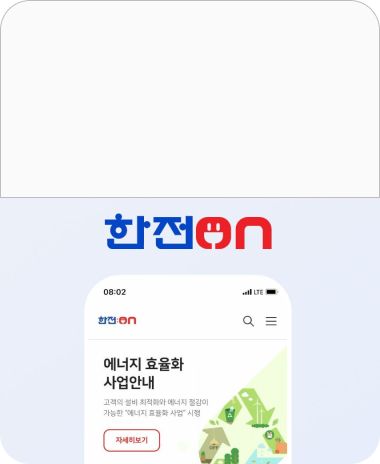 한전on
08:02
LTE
한전:on
에너지 효율화
사업안내
고객의 설비 최적화와 에너지 절감이
가능한 "에너지 효율화 사업" 시행
자세히보기